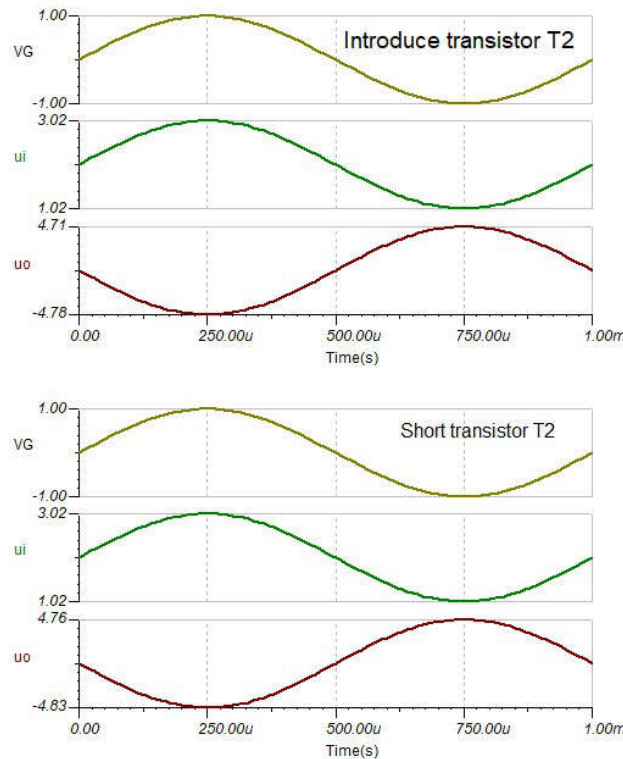 1.00
VG
Introduce transistor T2
-1.00
3.02
ui
1.02
4.71
uo
-4.78
0.00 250.00u 500.00u 750.00u 1.00m
Time(s)
1.00
VG
Short transistor T2
-1.00
3.02
ui
1.02
4.76
uo
-4.83
0.00 250.00u 500.00u 750.00u 1.00m
Time(s)